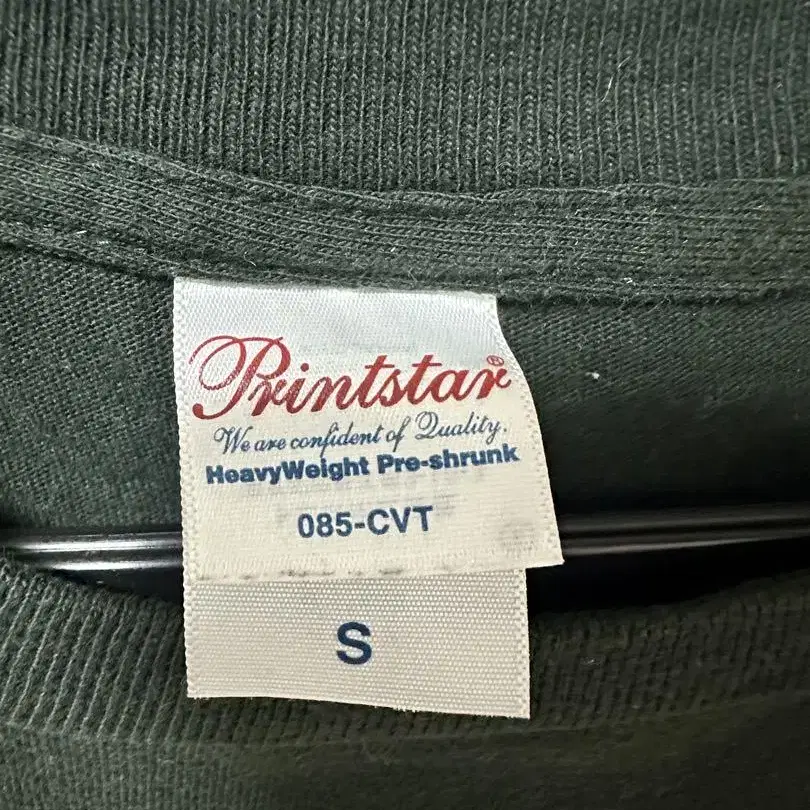 Printstar®
We are confident of Quality.
HeavyWeight Pre-shrunk
085-CVT
S